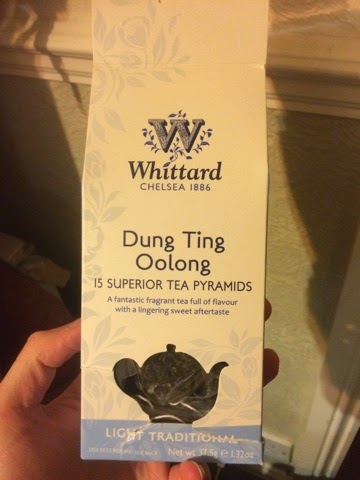 W
Whittard
CHELSEA 1886
Dung Ting
Oolong
15 SUPERIOR TEA PYRAMIDS
A fantastic fragrant tea full of flavour
with a lingering sweet aftertaste
LIGHT TRADITIONAL
Net wt 37.5g e 1.32oz